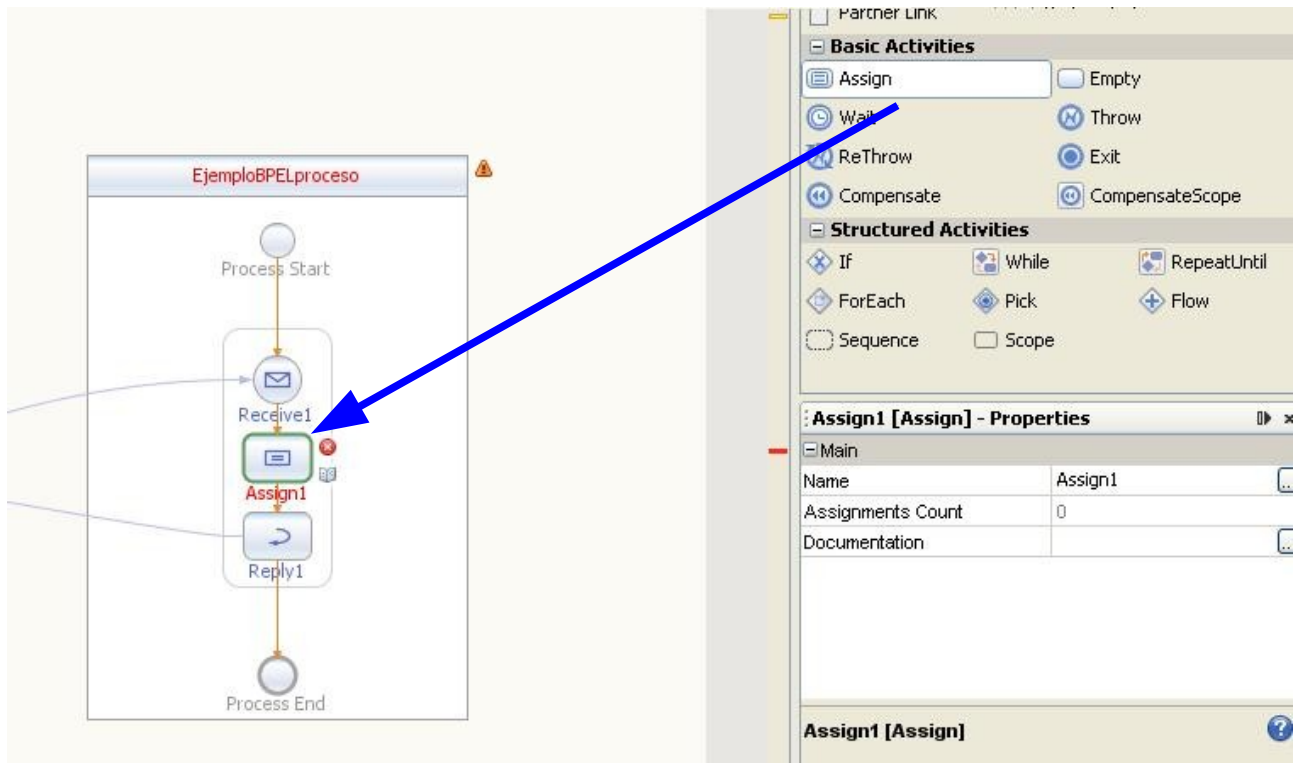 EjemploBPELproceso
Process Start
Receive1
Assign1
Reply1
Process End
Partner Link
Basic Activities
Assign Empty
Wait Throw
ReThrow Exit
Compensate CompensateScope
Structured Activities
If While RepeatUntil
ForEach Pick Flow
Sequence Scope
Assign1 [Assign] - Properties
Main
Name Assign1
Assignments Count 0
Documentation
Assign1 [Assign]